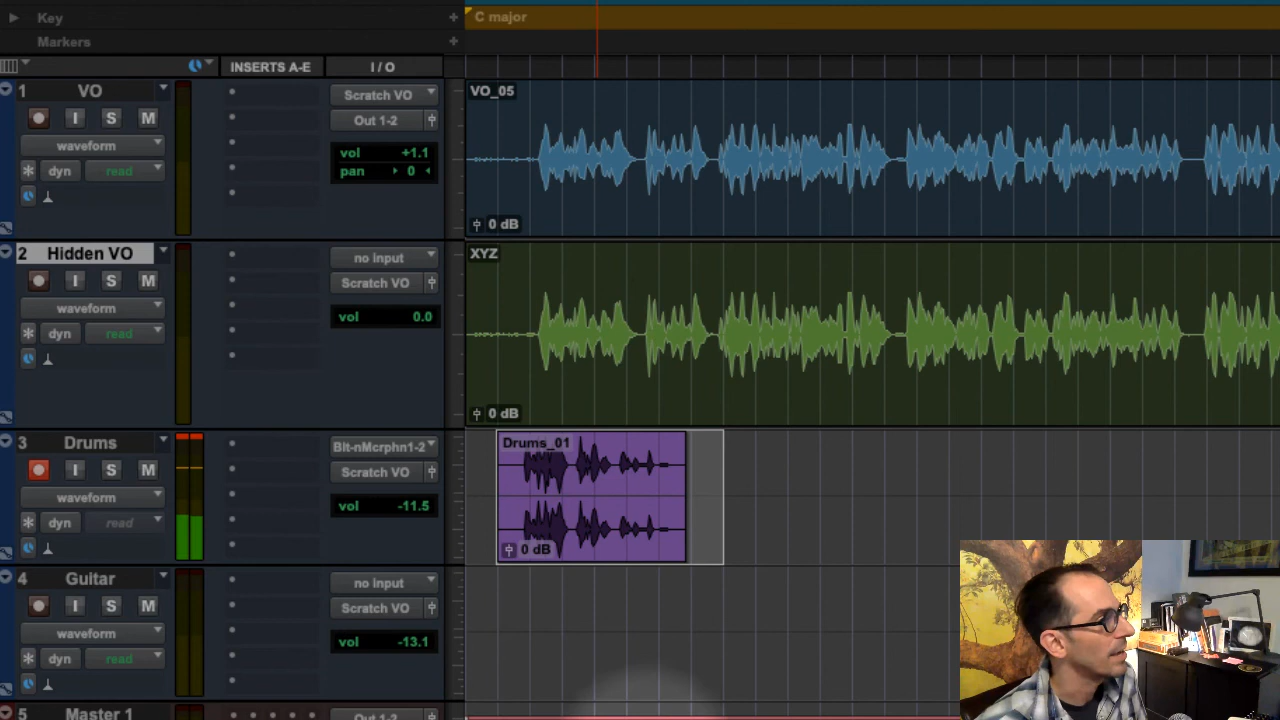 Key
C major
Markers
INSERTS A-E
I / O
1 VO
VO_05
I S M
waveform
dyn read
Scratch VO
Out 1-2
vol +1.1
pan 0
0 dB
2 Hidden VO
XYZ
I S M
waveform
dyn read
no input
Scratch VO
vol 0.0
0 dB
3 Drums
Drums_01
I S M
waveform
dyn read
Blt-nMcrphn1-2
Scratch VO
vol -11.5
0 dB
4 Guitar
I S M
waveform
dyn read
no input
Scratch VO
vol -13.1
5 Master 1
Out 1-2